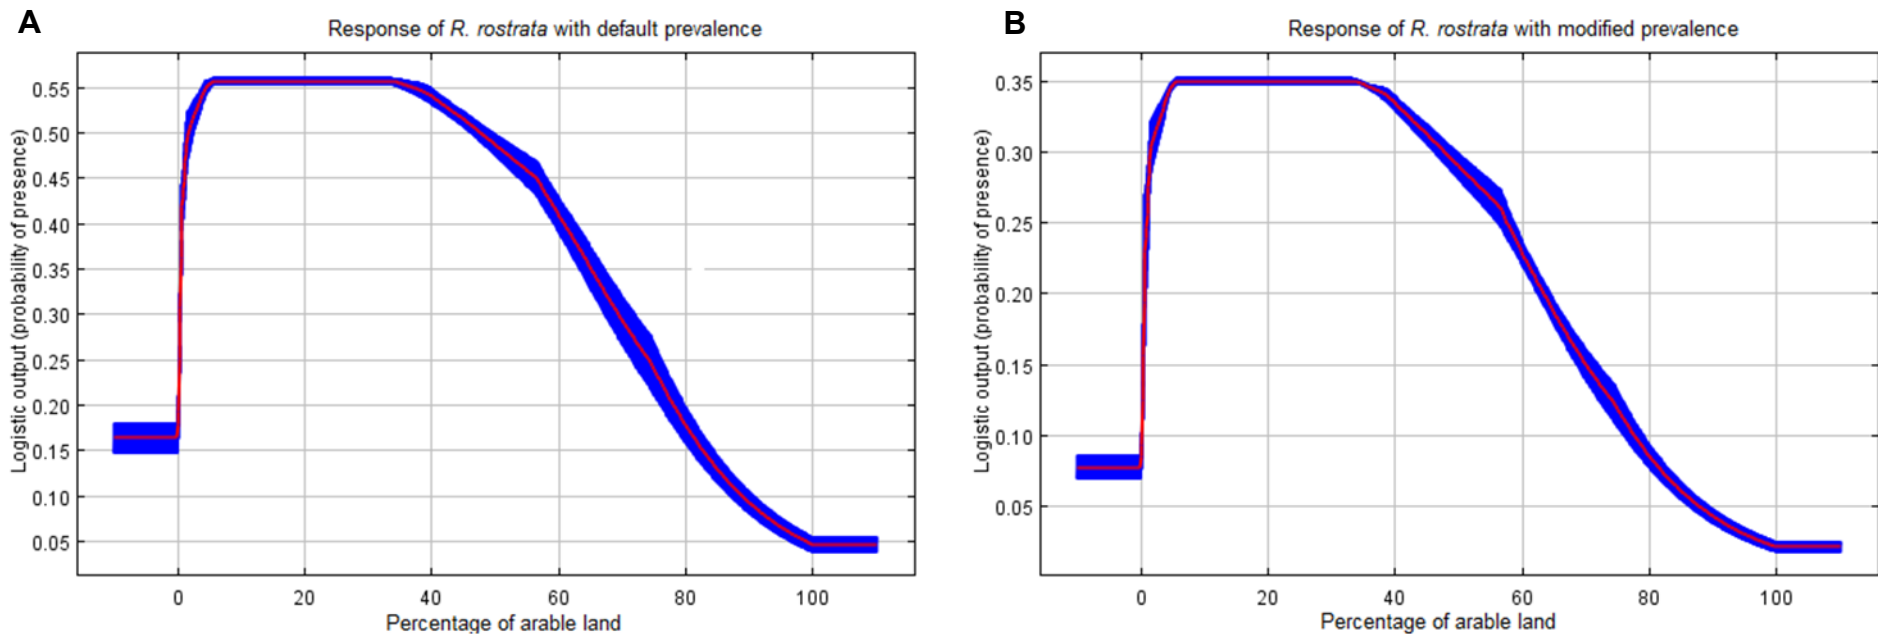 A
Response of R. rostrata with default prevalence
Logistic output (probability of presence)
0.55
0.50
0.45
0.40
0.35
0.30
0.25
0.20
0.15
0.10
0.05
0 20 40 60 80 100
Percentage of arable land
B
Response of R. rostrata with modified prevalence
Logistic output (probability of presence)
0.35
0.30
0.25
0.20
0.15
0.10
0.05
0 20 40 60 80 100
Percentage of arable land